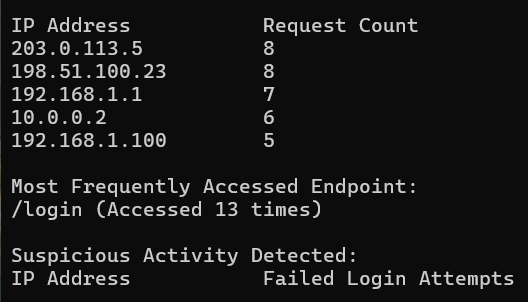 IP Address           Request Count
203.0.113.5          8
198.51.100.23        8
192.168.1.1          7
10.0.0.2             6
192.168.1.100        5
Most Frequently Accessed Endpoint:
/login (Accessed 13 times)
Suspicious Activity Detected:
IP Address           Failed Login Attempts